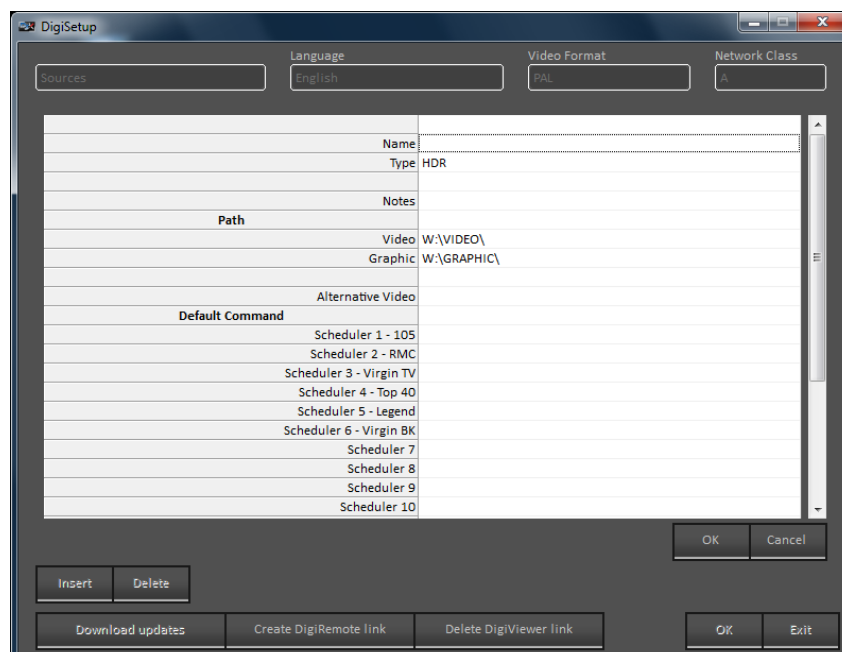 DigiSetup
Language Video Format Network Class
Sources English PAL A
Name
Type HDR
Notes
Path
Video W:\VIDEO\
Graphic W:\GRAPHIC\
Alternative Video
Default Command
Scheduler 1 - 105
Scheduler 2 - RMC
Scheduler 3 - Virgin TV
Scheduler 4 - Top 40
Scheduler 5 - Legend
Scheduler 6 - Virgin BK
Scheduler 7
Scheduler 8
Scheduler 9
Scheduler 10
OK Cancel
Insert Delete
Download updates Create DigiRemote link Delete DigiViewer link OK Exit